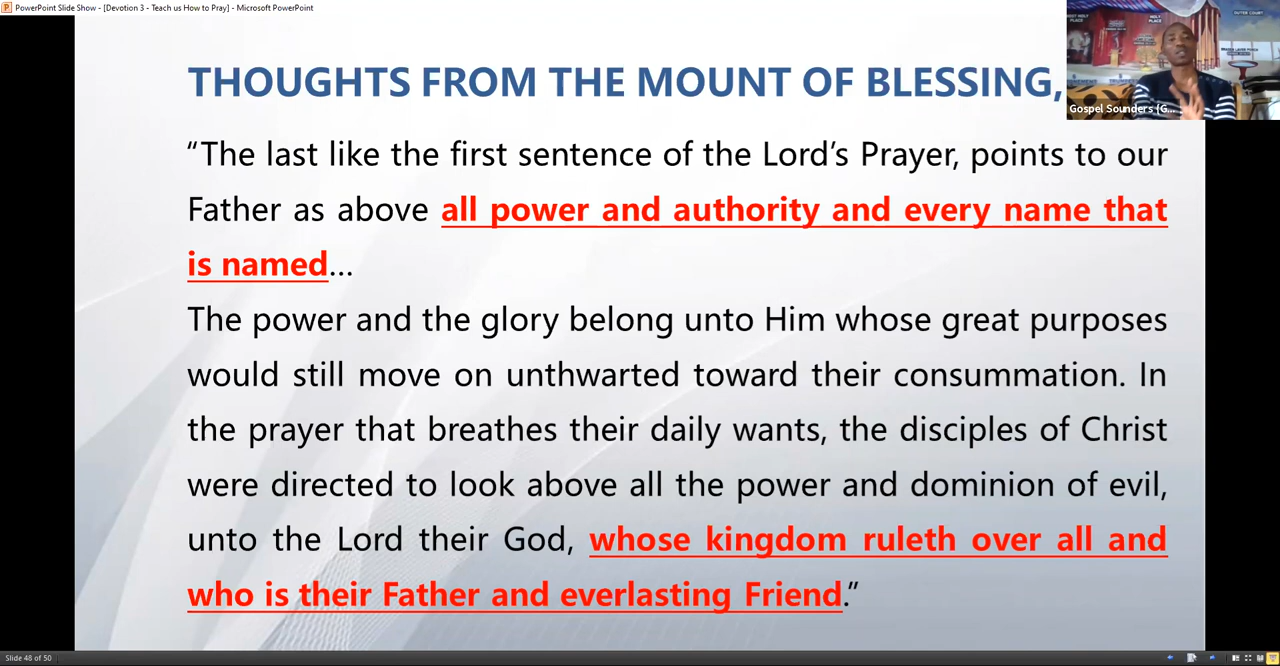 PowerPoint Slide Show - [Devotion 3 - Teach us How to Pray] - Microsoft PowerPoint
THOUGHTS FROM THE MOUNT OF BLESSING,
HOLY
PLACE
OUTER COURT
Gospel Sounders (G...
“The last like the first sentence of the Lord’s Prayer, points to our
Father as above all power and authority and every name that
is named…
The power and the glory belong unto Him whose great purposes
would still move on unthwarted toward their consummation. In
the prayer that breathes their daily wants, the disciples of Christ
were directed to look above all the power and dominion of evil,
unto the Lord their God, whose kingdom ruleth over all and
who is their Father and everlasting Friend.”
Slide 48 of 50